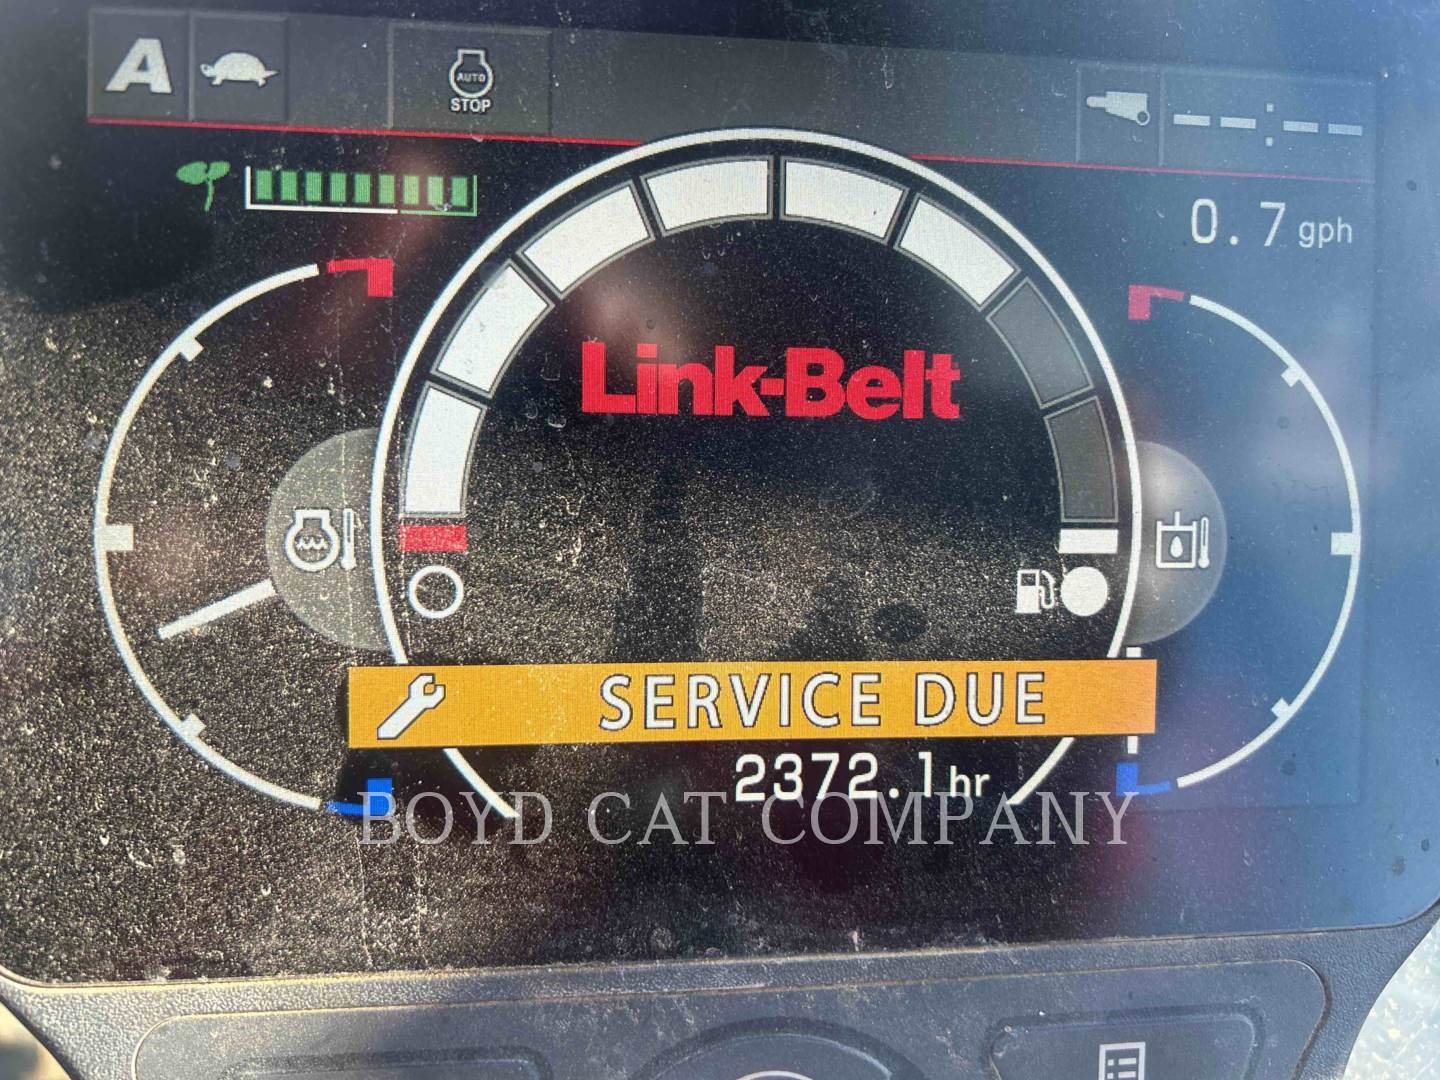 A
AUTO
STOP
--:--
0.7 gph
Link-Belt
SERVICE DUE
2372.1hr
BOYD CAT COMPANY